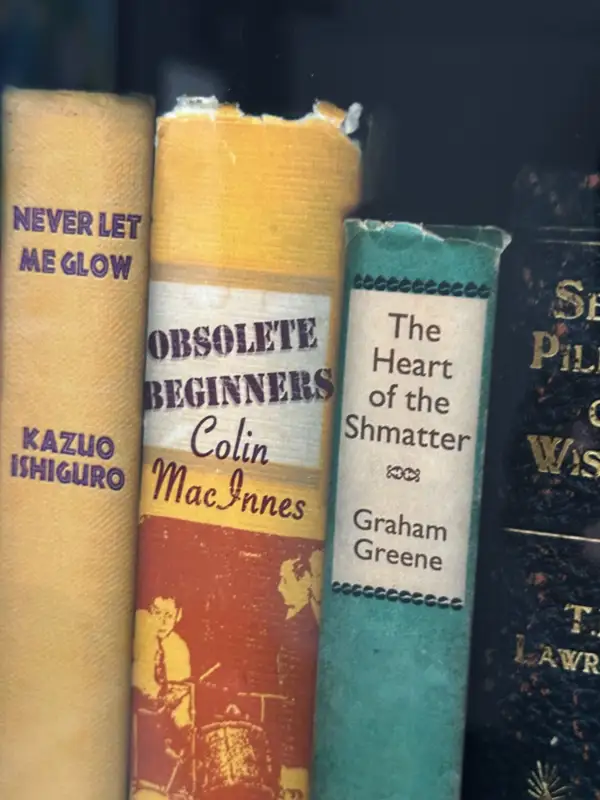 NEVER LET
ME GLOW
KAZUO
ISHIGURO
OBSOLETE
BEGINNERS
Colin
MacInnes
The
Heart
of the
Shmatter
Graham
Greene